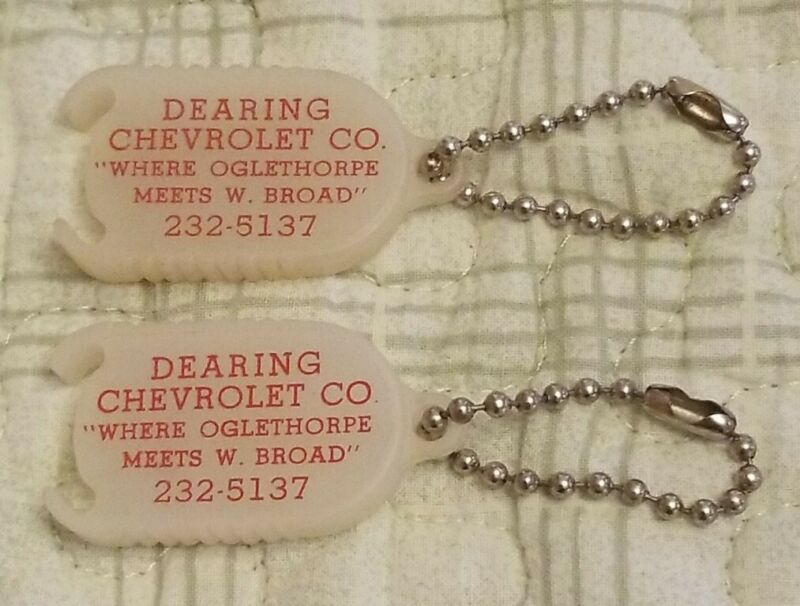 DEARING
CHEVROLET CO.
"WHERE OGLETHORPE
MEETS W. BROAD"
232-5137
DEARING
CHEVROLET CO.
"WHERE OGLETHORPE
MEETS W. BROAD"
232-5137